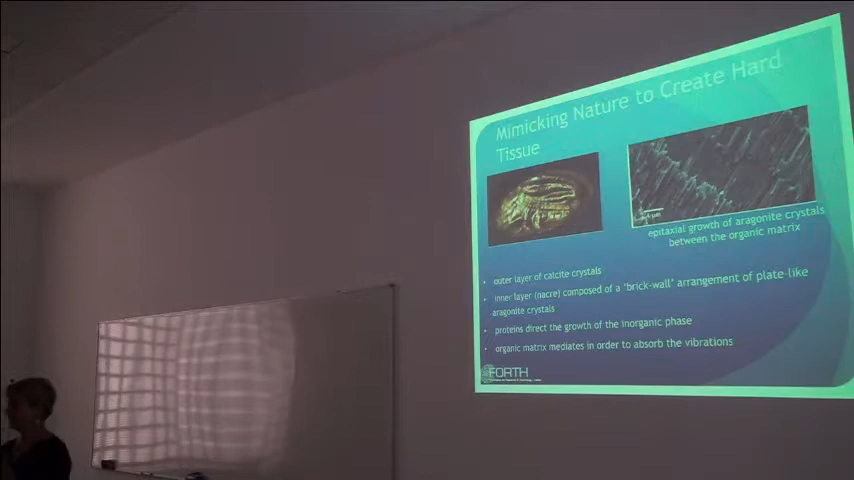 Mimicking Nature to Create Hard
Tissue
epitaxial growth of aragonite crystals
between the organic matrix
• outer layer of calcite crystals
• inner layer (nacre) composed of a ‘brick-wall’ arrangement of plate-like
aragonite crystals
• proteins direct the growth of the inorganic phase
• organic matrix mediates in order to absorb the vibrations
FORTH